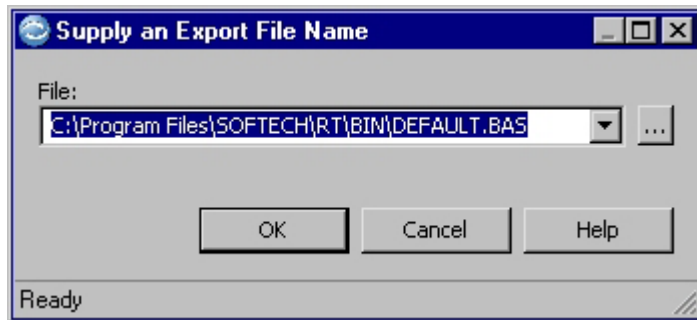 Supply an Export File Name
File:
C:\Program Files\SOFTECH\RT\BIN\DEFAULT.BAS
...
OK Cancel Help
Ready